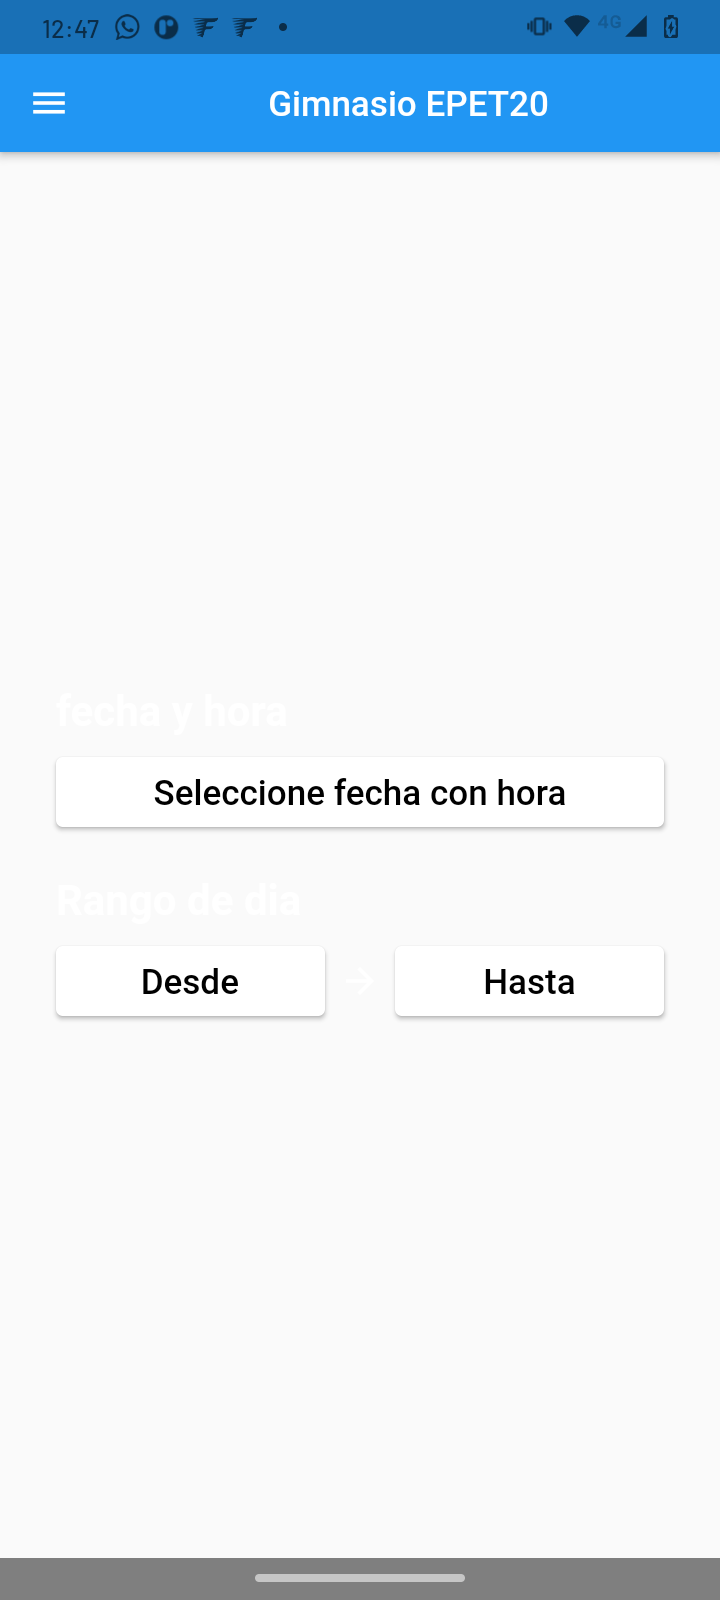 12:47
4G
Gimnasio EPET20
fecha y hora
Seleccione fecha con hora
Rango de dia
Desde
Hasta